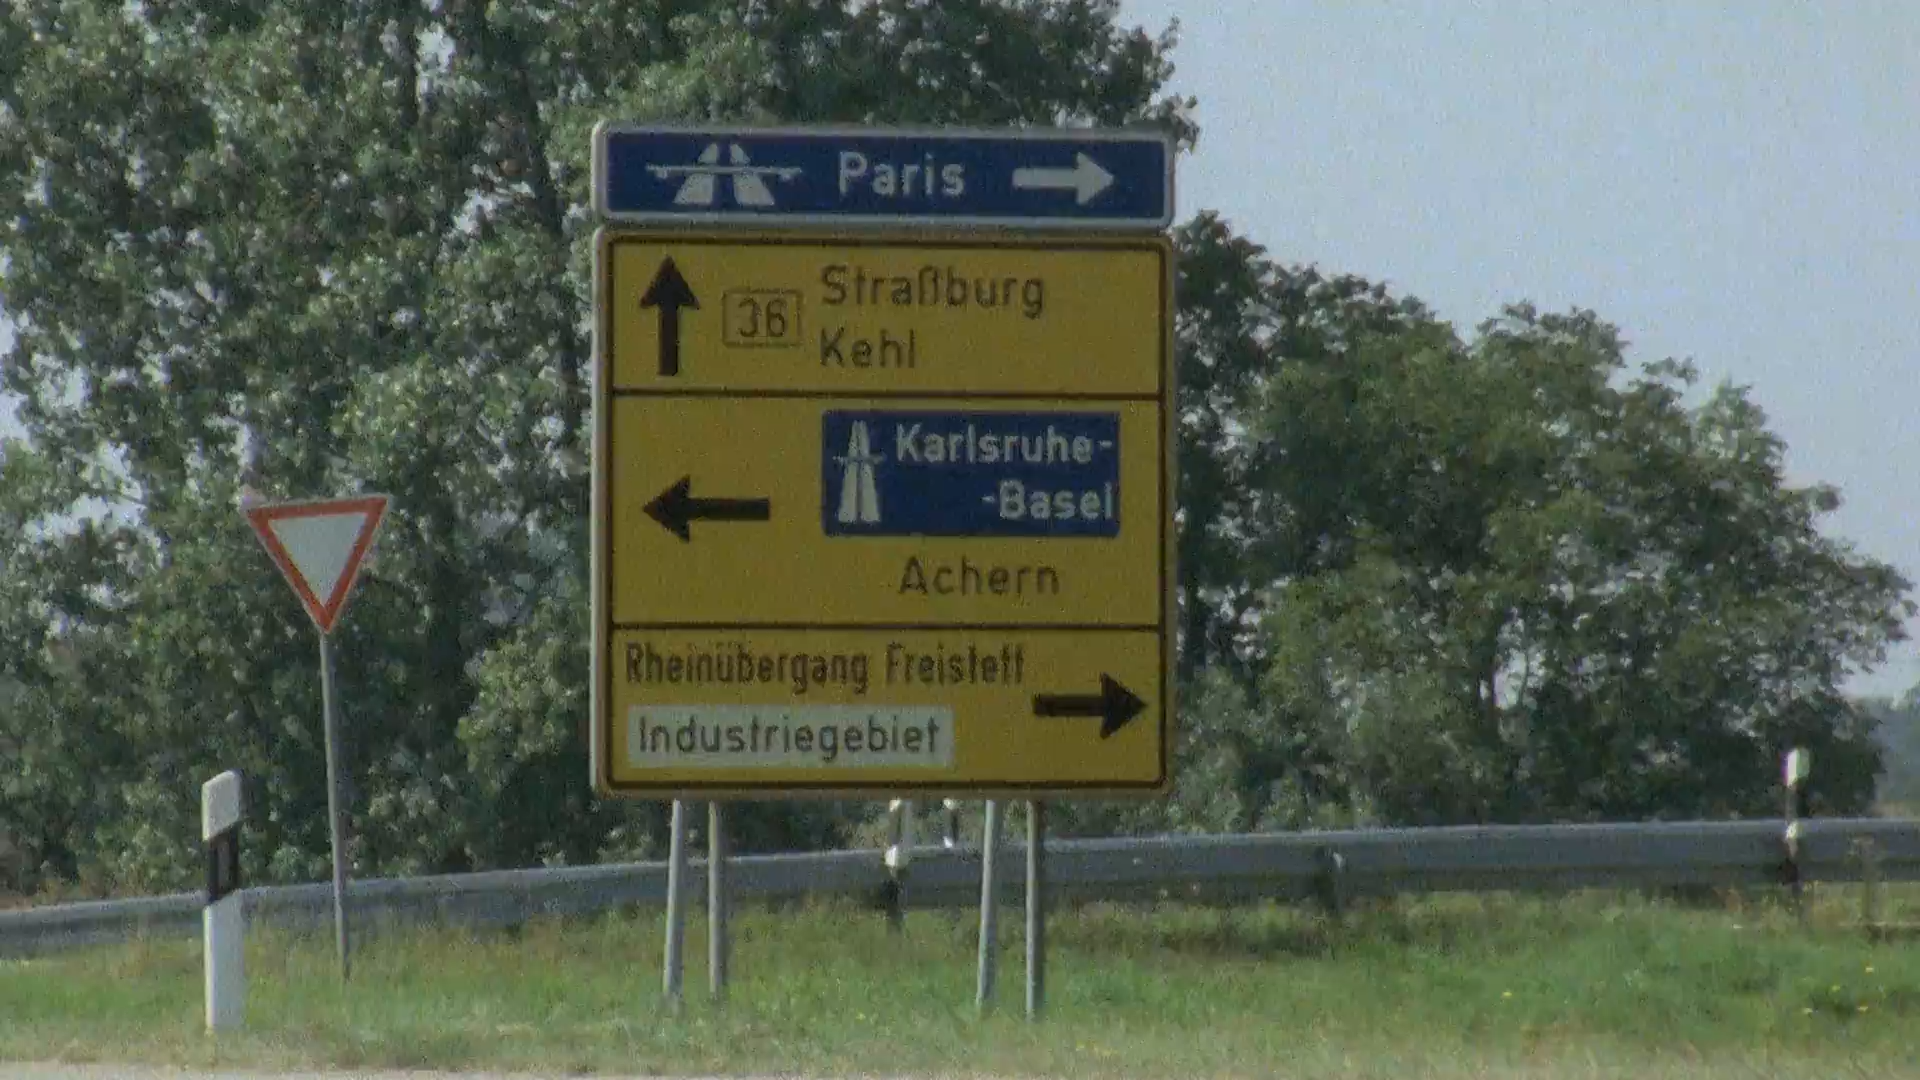 Paris
36
Straßburg
Kehl
Karlsruhe-
-Basel
Achern
Rheinübergang Freistett
Industriegebiet